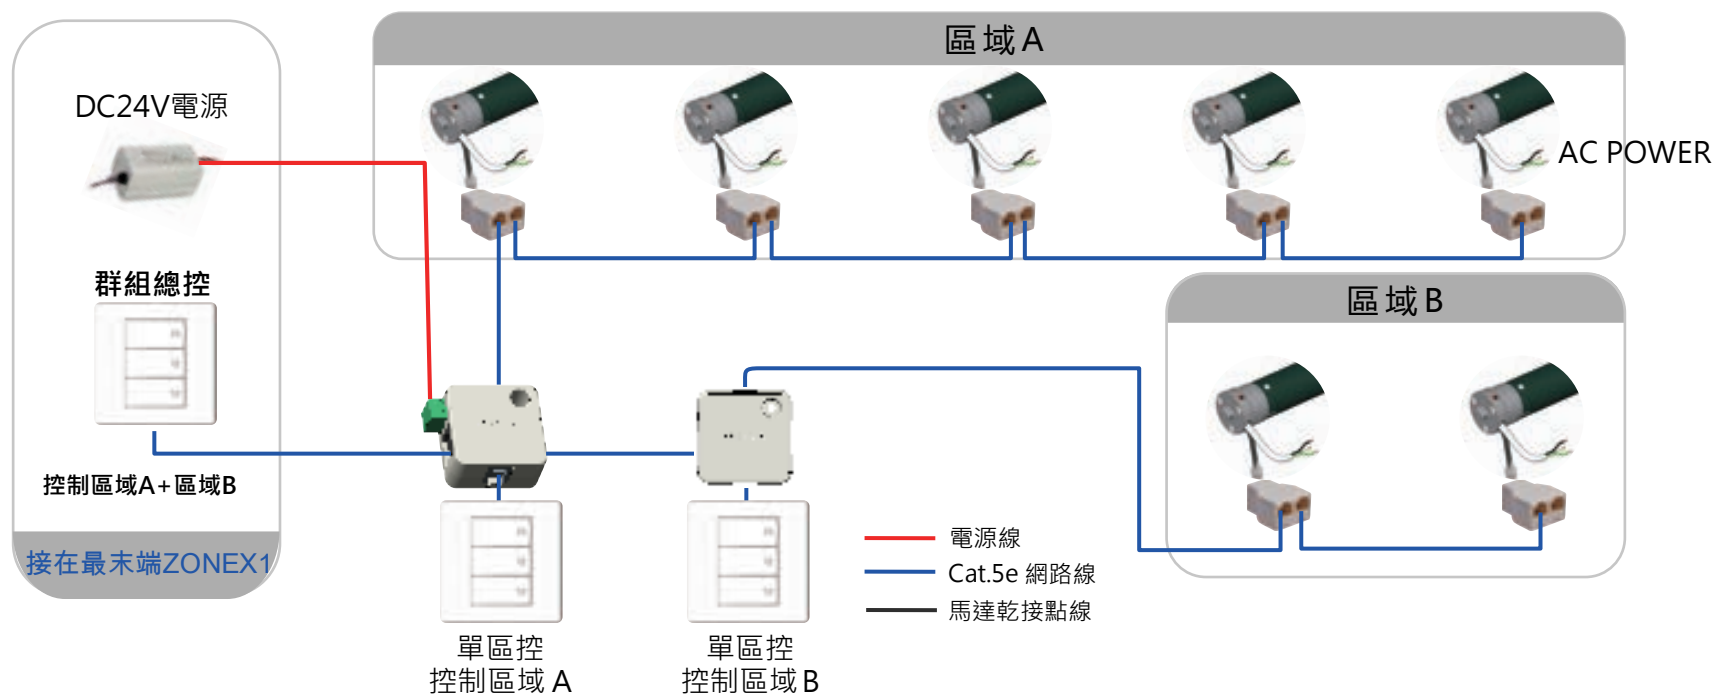 區域A
DC24V電源
AC POWER
群組總控
區域B
控制區域A+區域B
接在最末端ZONEX1
電源線
Cat.5e 網路線
馬達乾接點線
單區控
控制區域 A
單區控
控制區域 B